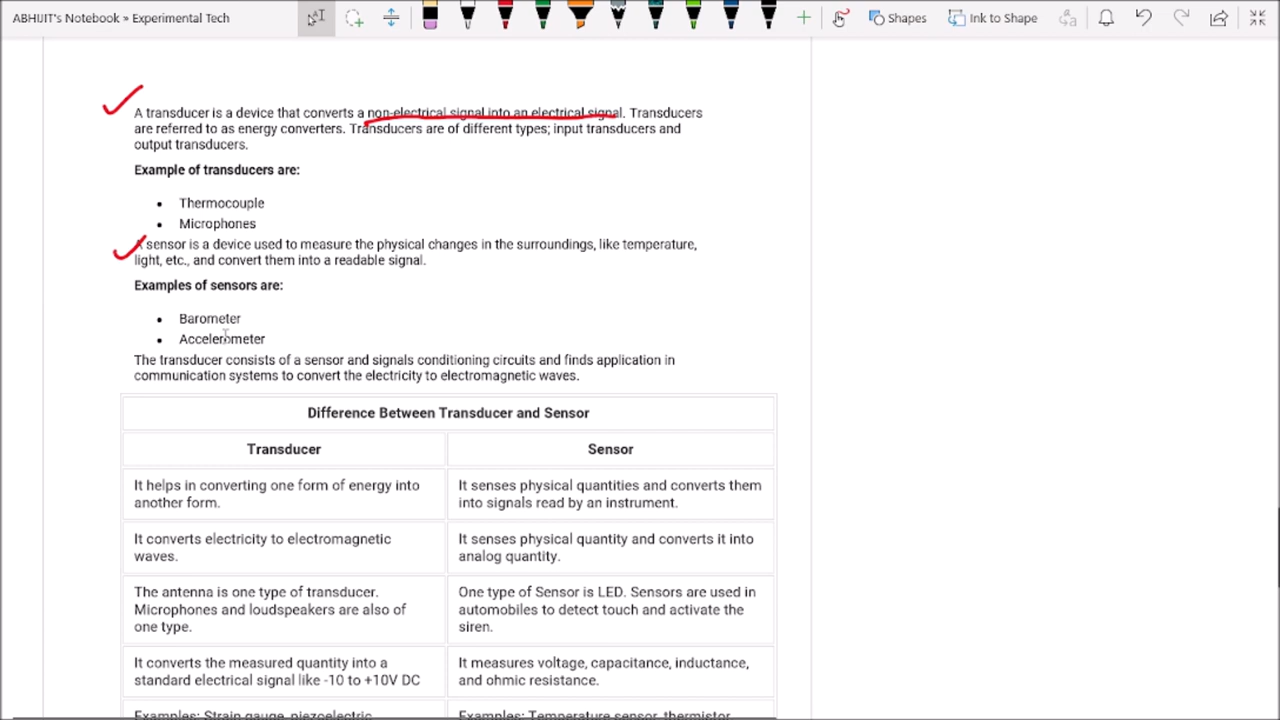 ABHIJIT's Notebook » Experimental Tech
Shapes
Ink to Shape
A transducer is a device that converts a non-electrical signal into an electrical signal. Transducers
are referred to as energy converters. Transducers are of different types; input transducers and
output transducers.
Example of transducers are:
• Thermocouple
• Microphones
A sensor is a device used to measure the physical changes in the surroundings, like temperature,
light, etc., and convert them into a readable signal.
Examples of sensors are:
• Barometer
• Accelerometer
The transducer consists of a sensor and signals conditioning circuits and finds application in
communication systems to convert the electricity to electromagnetic waves.
Difference Between Transducer and Sensor
Transducer
Sensor
It helps in converting one form of energy into
another form.
It senses physical quantities and converts them
into signals read by an instrument.
It converts electricity to electromagnetic
waves.
It senses physical quantity and converts it into
analog quantity.
The antenna is one type of transducer.
Microphones and loudspeakers are also of
one type.
One type of Sensor is LED. Sensors are used in
automobiles to detect touch and activate the
siren.
It converts the measured quantity into a
standard electrical signal like -10 to +10V DC
It measures voltage, capacitance, inductance,
and ohmic resistance.
Examples: Strain gauge, piezoelectric
Examples: Temperature sensor, thermistor